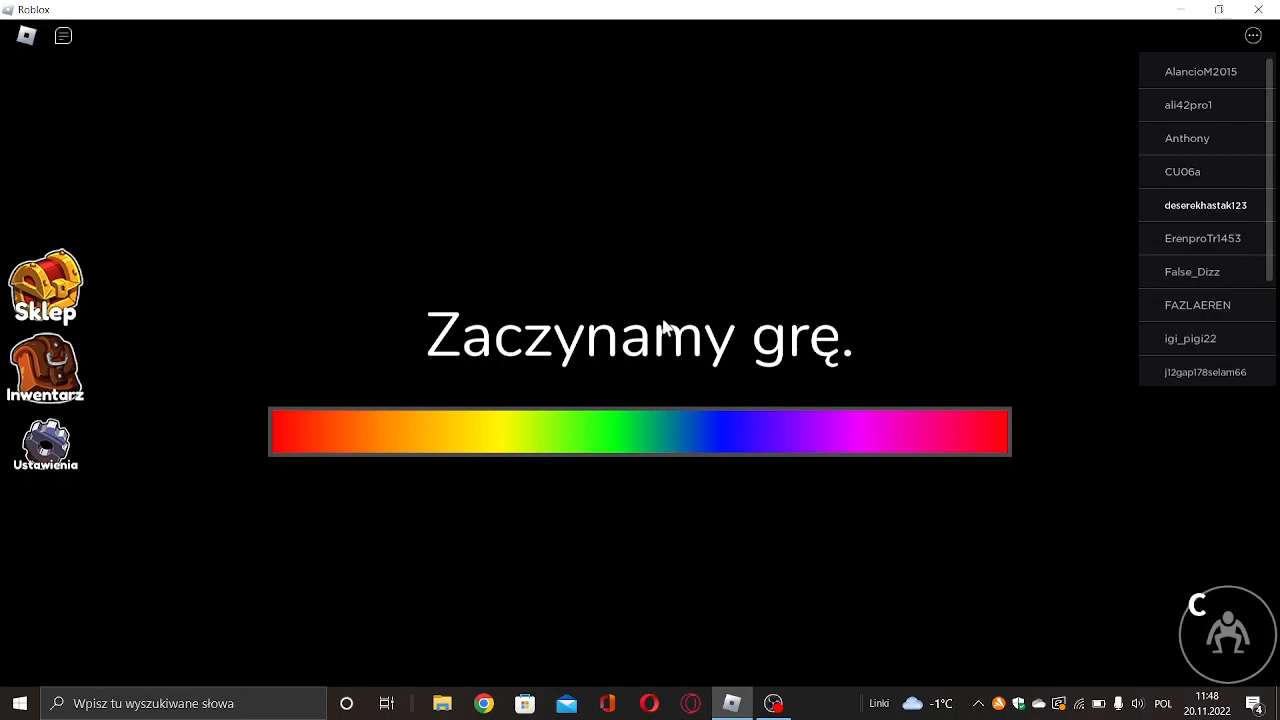 Roblox
AlancioM2015
ali42pro1
Anthony
CU06a
deserekhastak123
ErenproTr1453
False_Dizz
FAZLAEREN
igi_pigi22
j12gap178selam66
Sklep
Inwentarz
Ustawienia
Zaczynamy grę.
C
Wpisz tu wyszukiwane słowa
Linki
-1°C
POL
11:48
20.11.2022
4